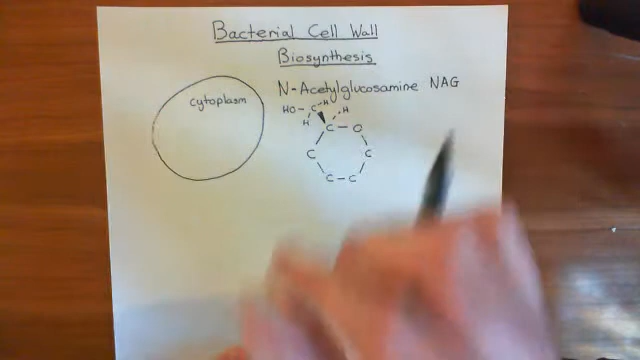 Bacterial Cell Wall
Biosynthesis
cytoplasm
N-Acetylglucosamine NAG
HO- C -H
H
H
C - O
C C
C - C